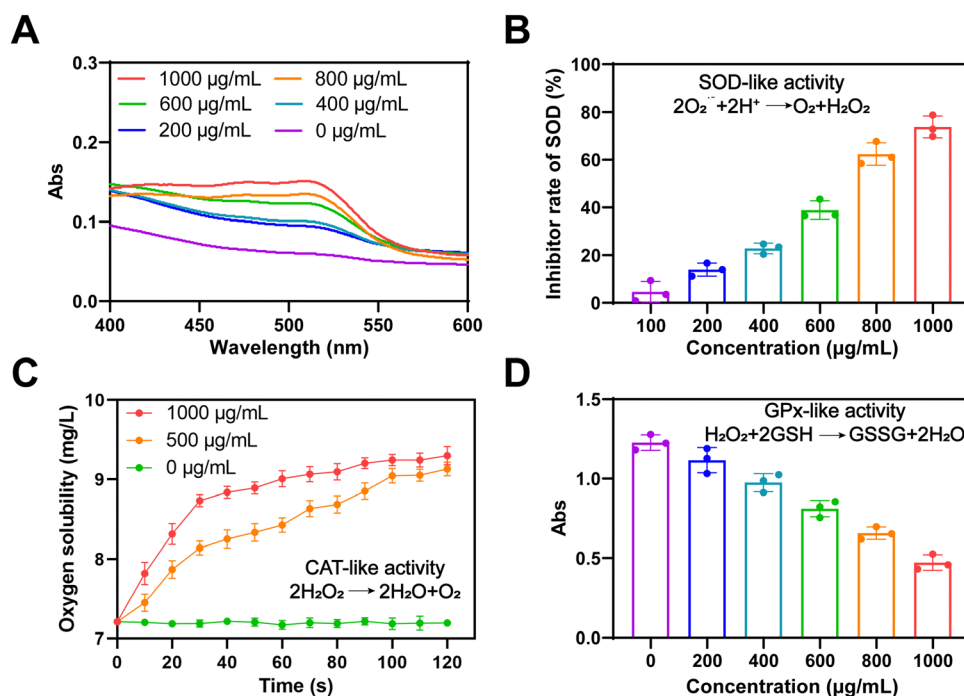 A
Abs
0.3
0.2
0.1
0.0
1000 µg/mL
800 µg/mL
600 µg/mL
400 µg/mL
200 µg/mL
0 µg/mL
400
450
500
550
600
Wavelength (nm)
B
Inhibitor rate of SOD (%)
100
80
60
40
20
0
SOD-like activity
2O₂˙⁻+2H⁺ →O₂+H₂O₂
100
200
400
600
800
1000
Concentration (µg/mL)
C
Oxygen solubility (mg/L)
10
9
8
7
1000 µg/mL
500 µg/mL
0 µg/mL
CAT-like activity
2H₂O₂ → 2H₂O+O₂
0
20
40
60
80
100
120
Time (s)
D
Abs
1.5
1.0
0.5
0.0
GPx-like activity
H₂O₂+2GSH → GSSG+2H₂O
0
200
400
600
800
1000
Concentration (µg/mL)